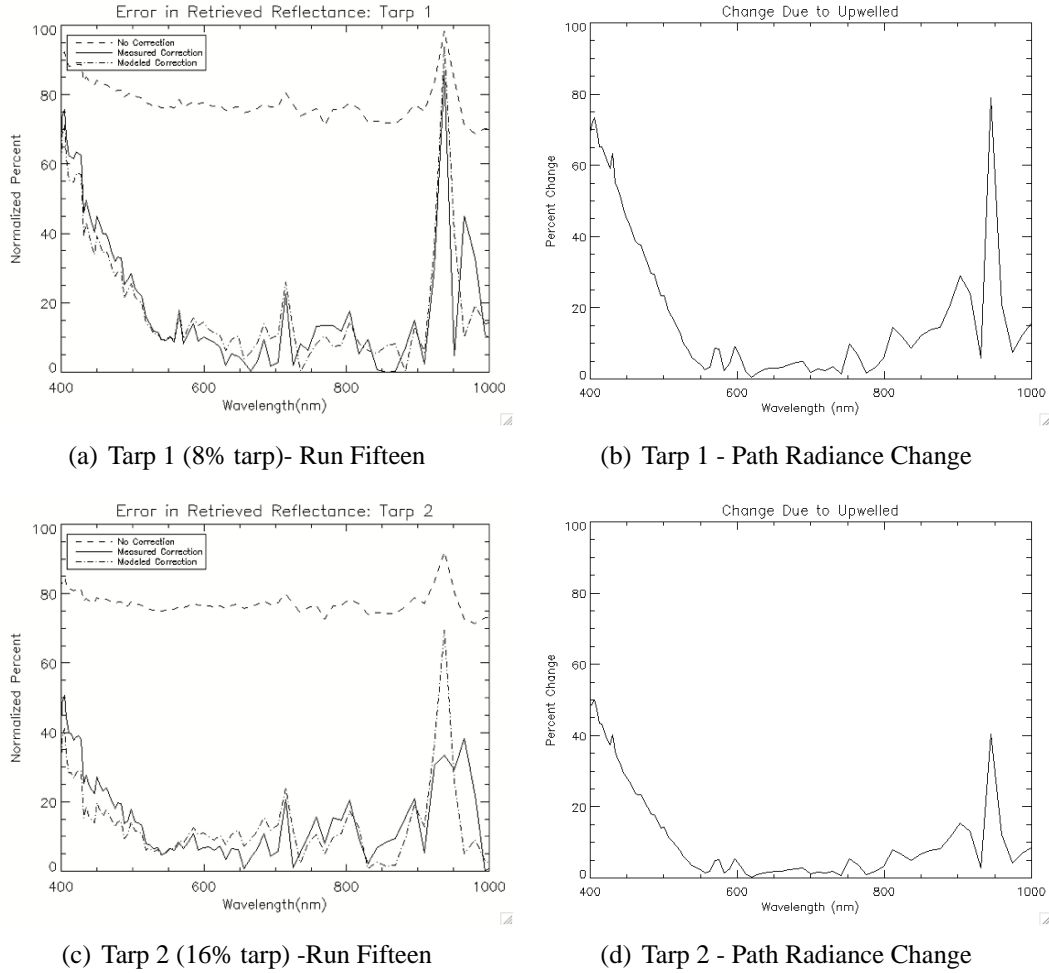 Error in Retrieved Reflectance: Tarp 1
100
80
60
40
20
0
Normalized Percent
No Correction
Measured Correction
Modeled Correction
400
600
800
1000
Wavelength(nm)
(a) Tarp 1 (8% tarp)- Run Fifteen
Change Due to Upwelled
100
80
60
40
20
0
Percent Change
400
600
800
1000
Wavelength (nm)
(b) Tarp 1 - Path Radiance Change
Error in Retrieved Reflectance: Tarp 2
100
80
60
40
20
0
Normalized Percent
No Correction
Measured Correction
Modeled Correction
400
600
800
1000
Wavelength(nm)
(c) Tarp 2 (16% tarp) -Run Fifteen
Change Due to Upwelled
100
80
60
40
20
0
Percent Change
400
600
800
1000
Wavelength (nm)
(d) Tarp 2 - Path Radiance Change